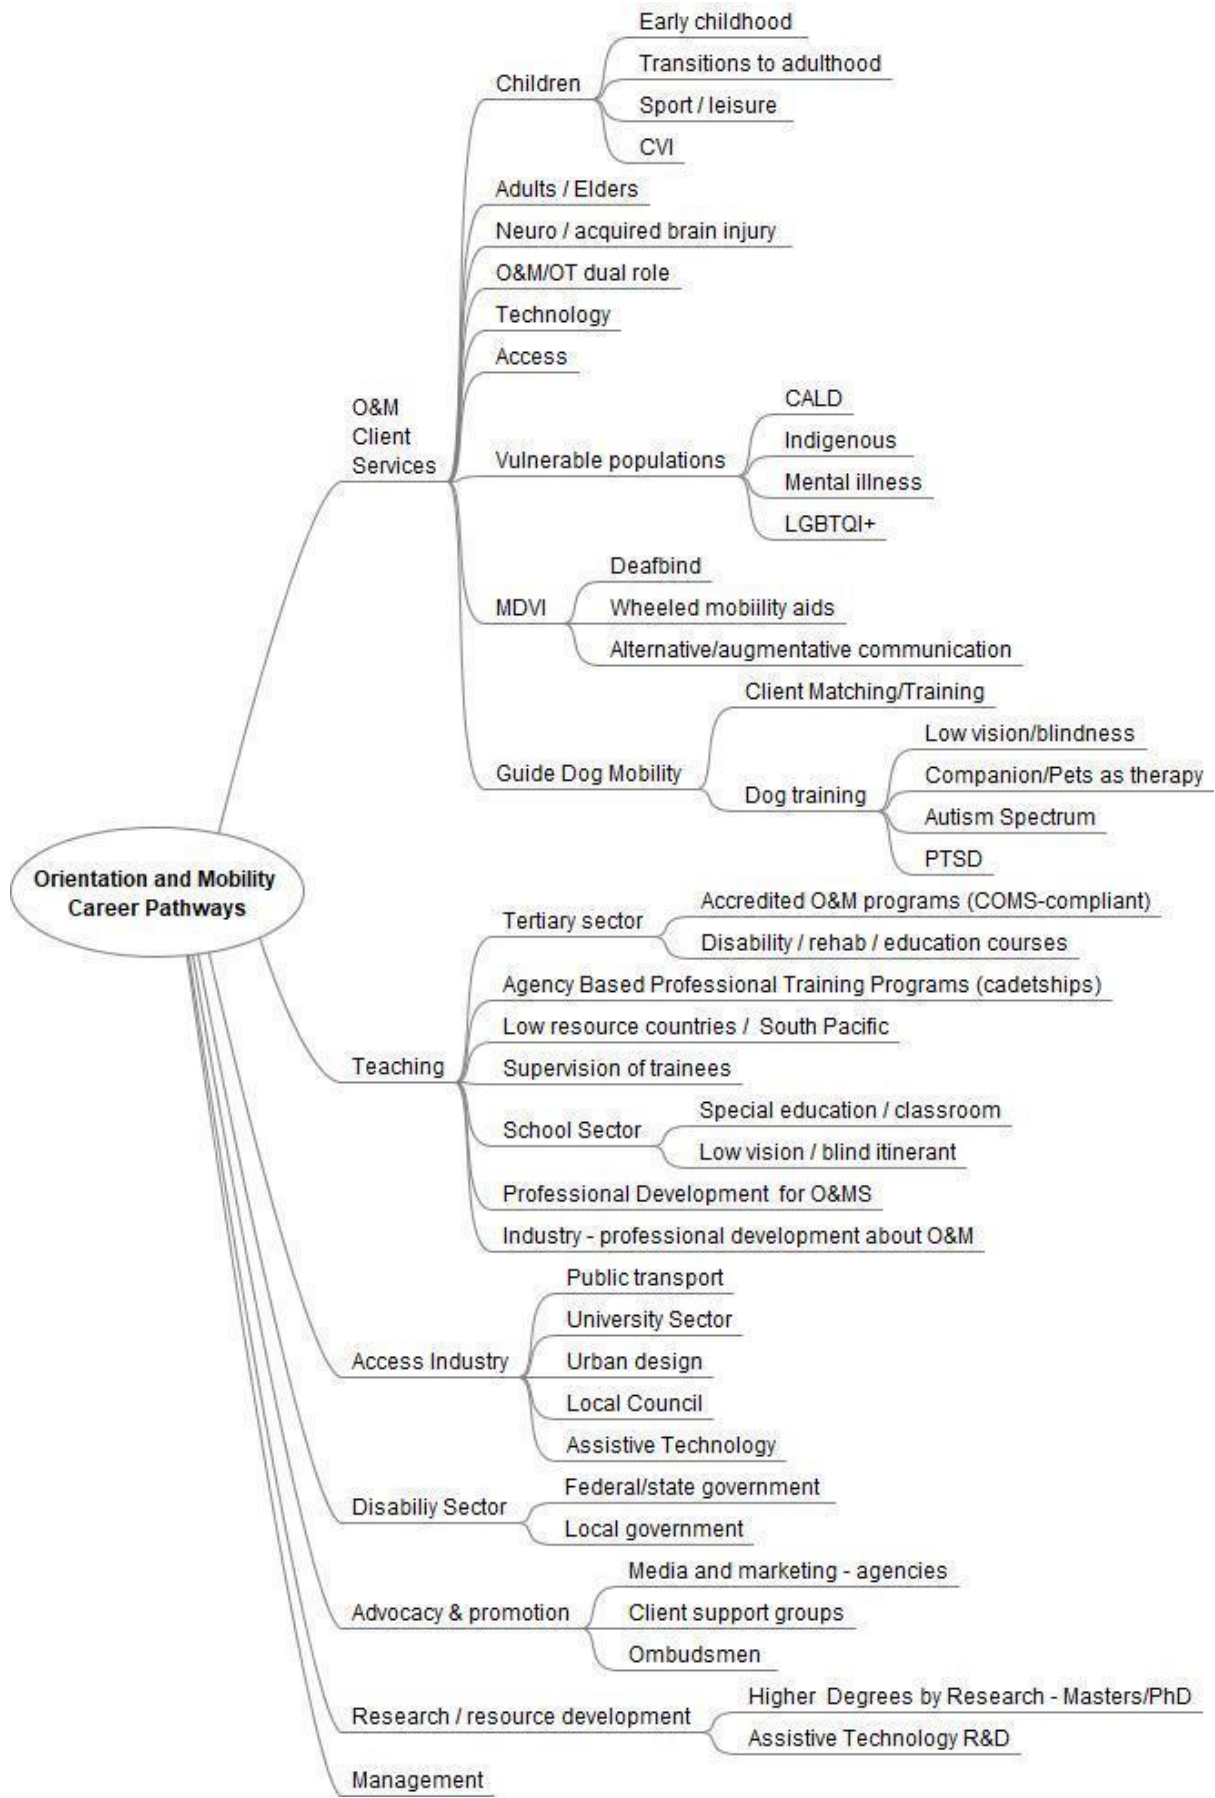 Early childhood
Transitions to adulthood
Children
Sport / leisure
CVI
Adults / Elders
Neuro / acquired brain injury
O&M/OT dual role
Technology
Access
O&M
Client
Services
CALD
Indigenous
Vulnerable populations
Mental illness
LGBTQI+
Deafbind
MDVI
Wheeled mobiility aids
Alternative/augmentative communication
Client Matching/Training
Guide Dog Mobility
Low vision/blindness
Companion/Pets as therapy
Dog training
Autism Spectrum
PTSD
Orientation and Mobility
Career Pathways
Accredited O&M programs (COMS-compliant)
Tertiary sector
Disability / rehab / education courses
Agency Based Professional Training Programs (cadetships)
Low resource countries / South Pacific
Teaching
Supervision of trainees
Special education / classroom
School Sector
Low vision / blind itinerant
Professional Development for O&MS
Industry - professional development about O&M
Public transport
University Sector
Access Industry
Urban design
Local Council
Assistive Technology
Federal/state government
Disabiliy Sector
Local government
Media and marketing - agencies
Advocacy & promotion
Client support groups
Ombudsmen
Higher Degrees by Research - Masters/PhD
Research / resource development
Assistive Technology R&D
Management